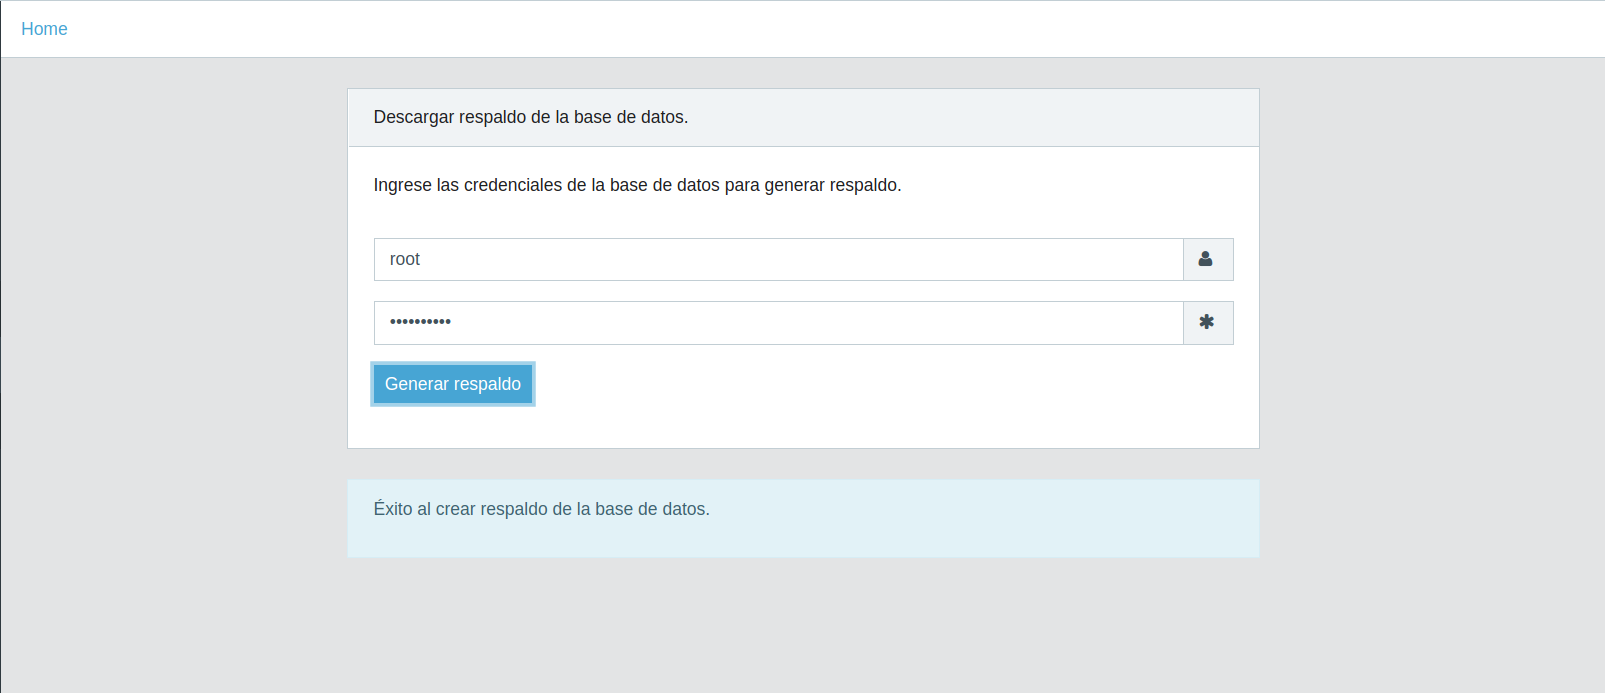 Home
Descargar respaldo de la base de datos.
Ingrese las credenciales de la base de datos para generar respaldo.
root
••••••••••
Generar respaldo
Éxito al crear respaldo de la base de datos.